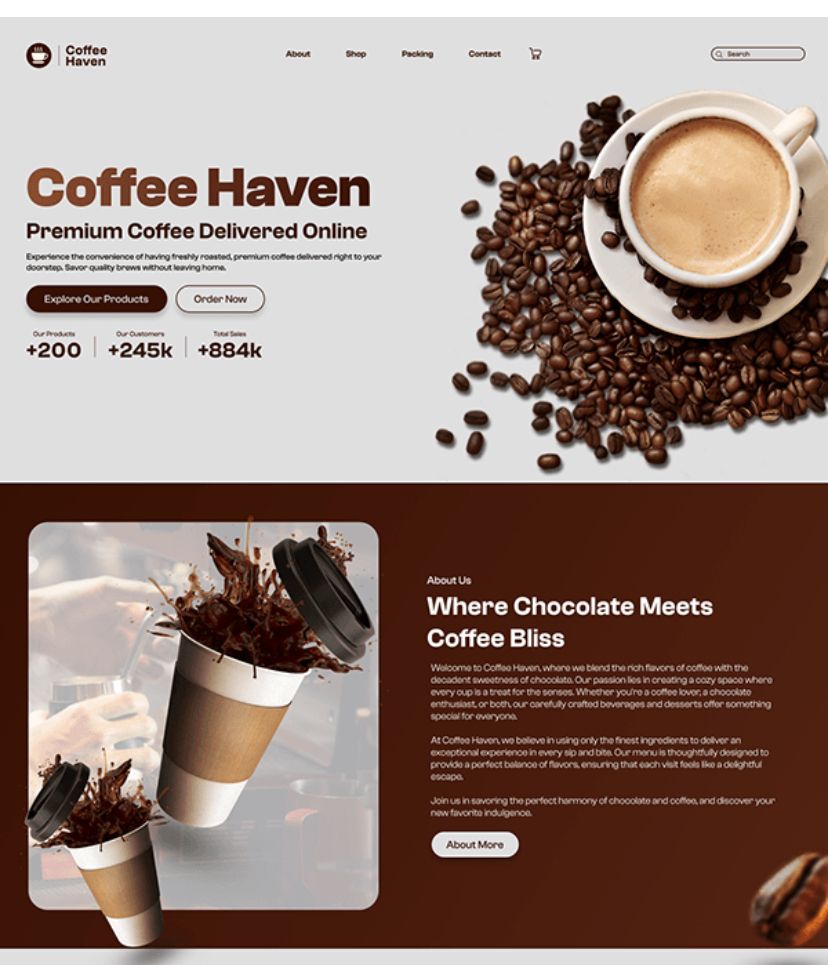 Coffee
Haven
About
Shop
Packing
Contact
Search
Coffee Haven
Premium Coffee Delivered Online
Experience the convenience of having freshly roasted, premium coffee delivered right to your
doorstep. Savor quality brews without leaving home.
Explore Our Products
Order Now
Our Products
+200
Our Customers
+245k
Total Sales
+884k
About Us
Where Chocolate Meets
Coffee Bliss
Welcome to Coffee Haven, where we blend the rich flavors of coffee with the
decadent sweetness of chocolate. Our passion lies in creating a cozy space where
every cup is a treat for the senses. Whether you're a coffee lover, a chocolate
enthusiast, or both, our carefully crafted beverages and desserts offer something
special for everyone.
At Coffee Haven, we believe in using only the finest ingredients to deliver an
exceptional experience in every sip and bite. Our menu is thoughtfully designed to
provide a perfect balance of flavors, ensuring that each visit feels like a delightful
escape.
Join us in savoring the perfect harmony of chocolate and coffee, and discover your
new favorite indulgence.
About More